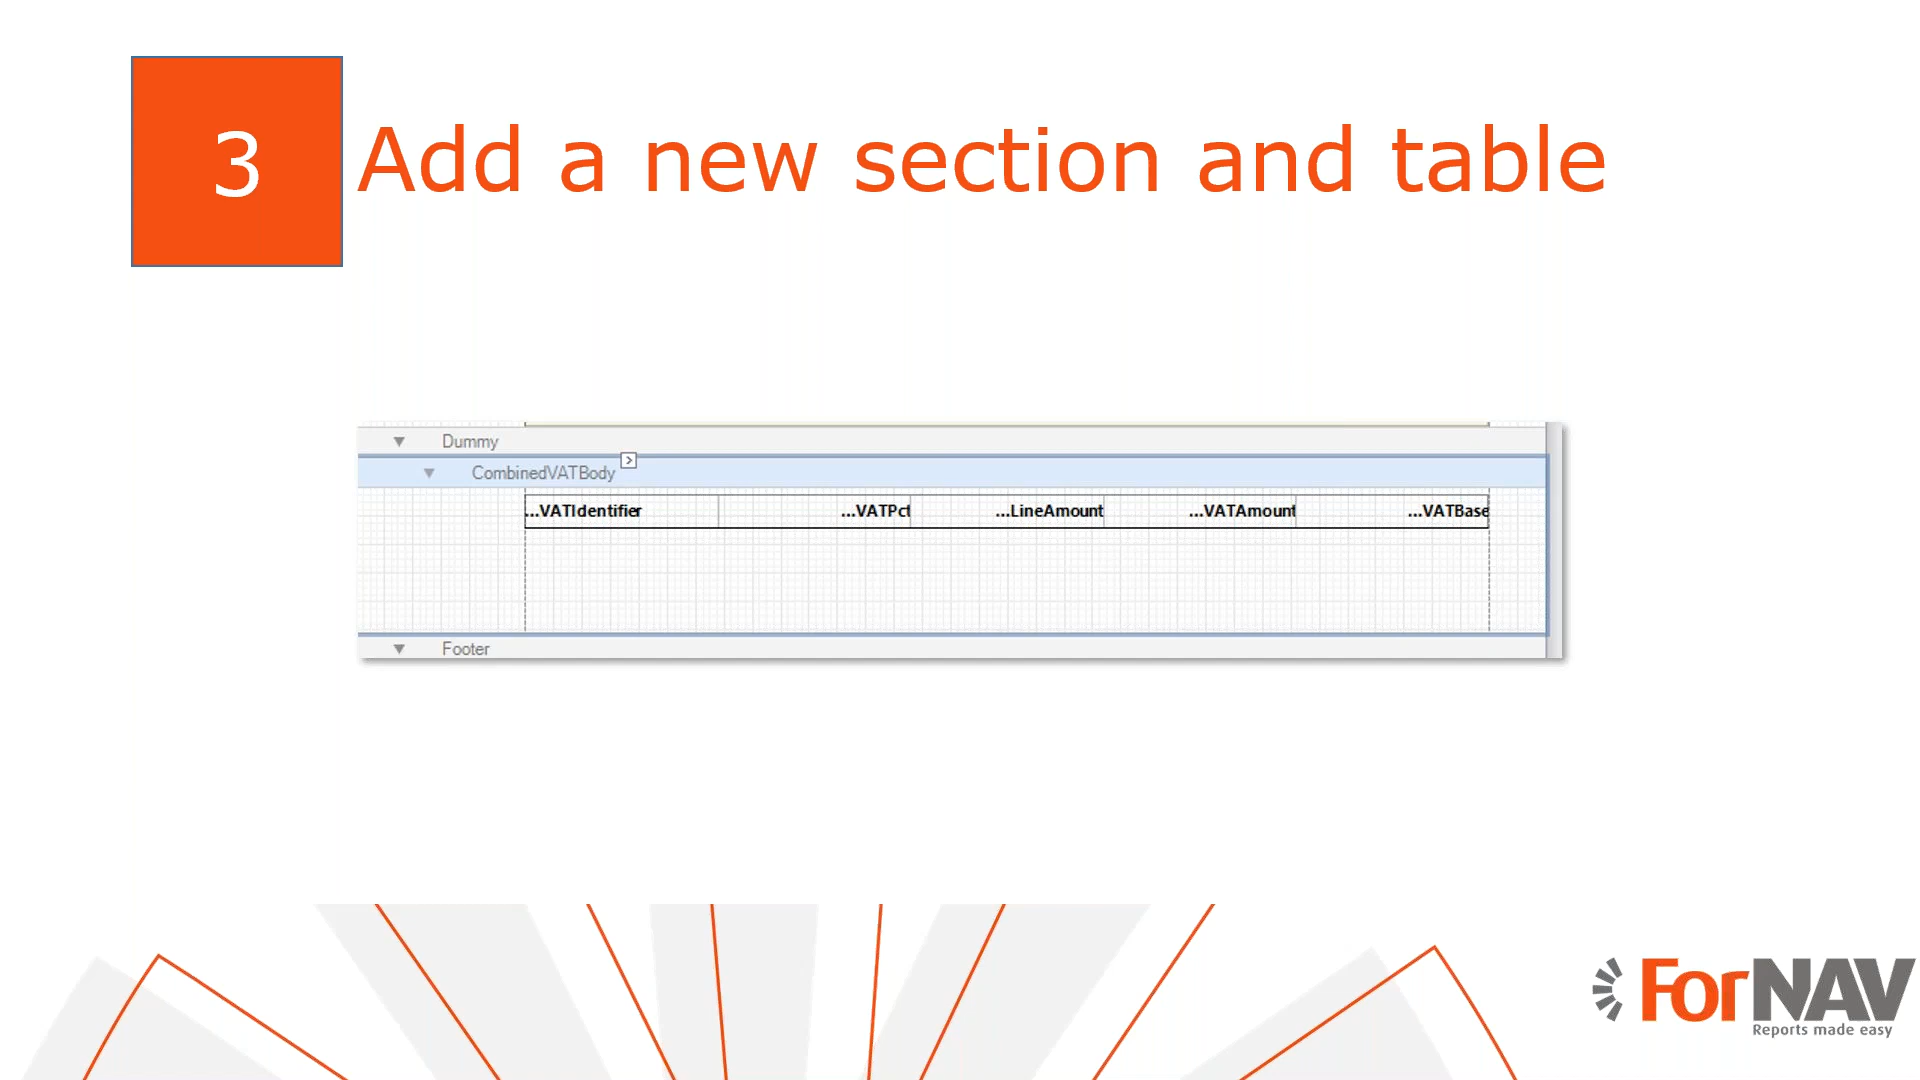 3
Add a new section and table
Dummy
CombinedVATBody
...VATIdentifier ...VATPct ...LineAmount ...VATAmount ...VATBase
Footer
ForNAV
Reports made easy